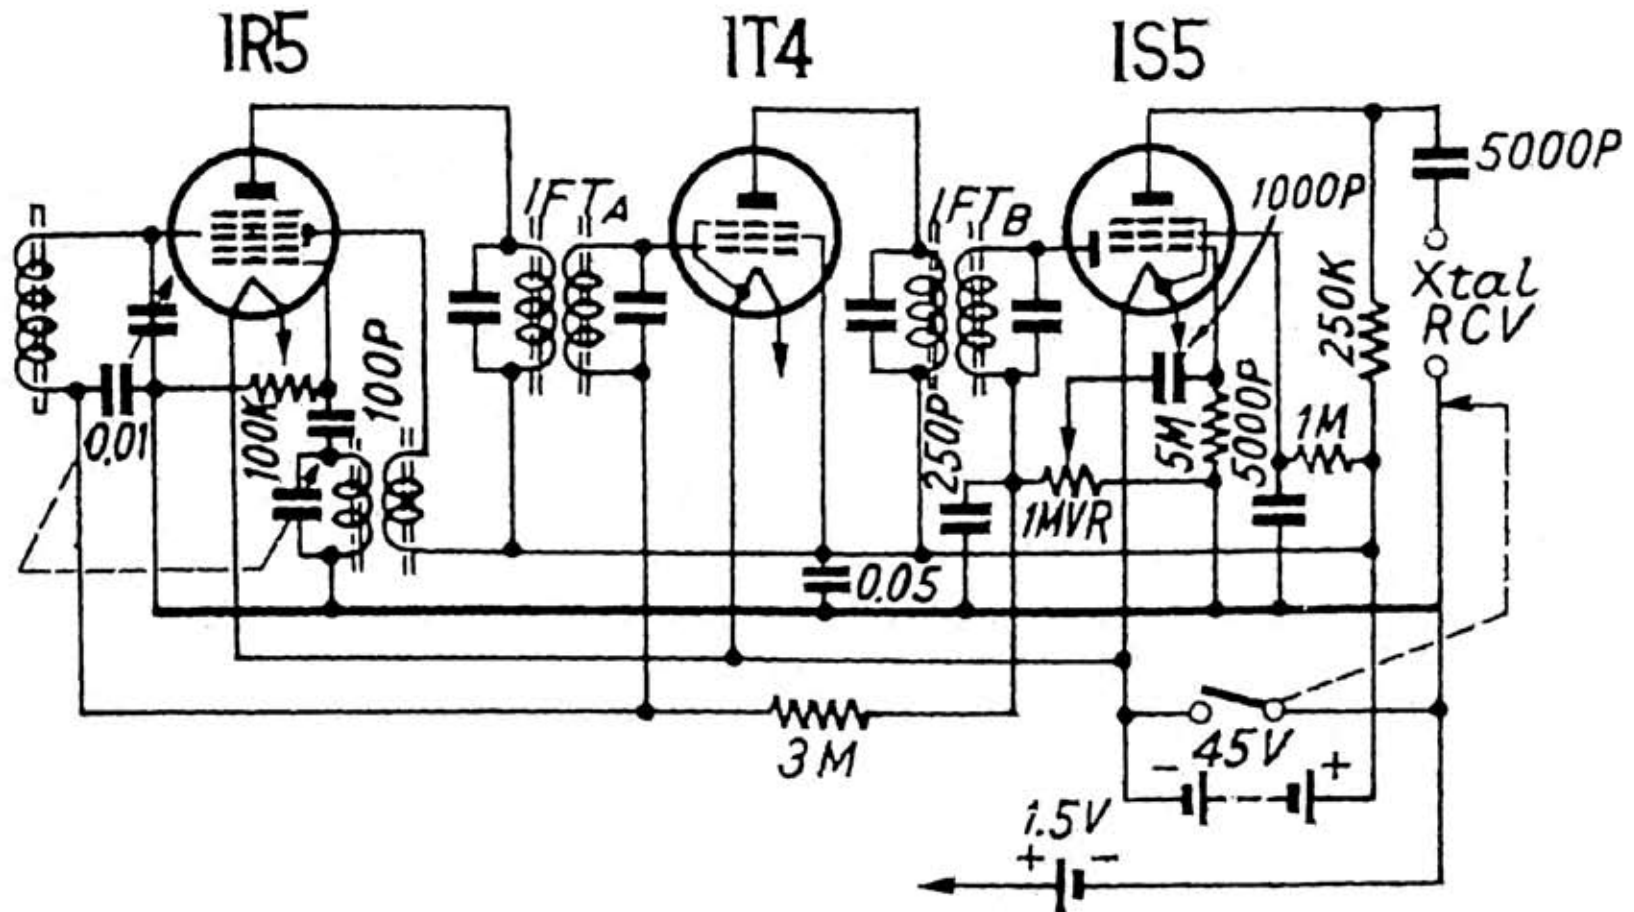 IR5
IT4
IS5
IFTA
IFTB
1000P
5000P
Xtal
RCV
250K
100P
0.01
100K
250P
5M
5000P
1M
1MVR
0.05
3M
45V
- +
1.5V
+ -